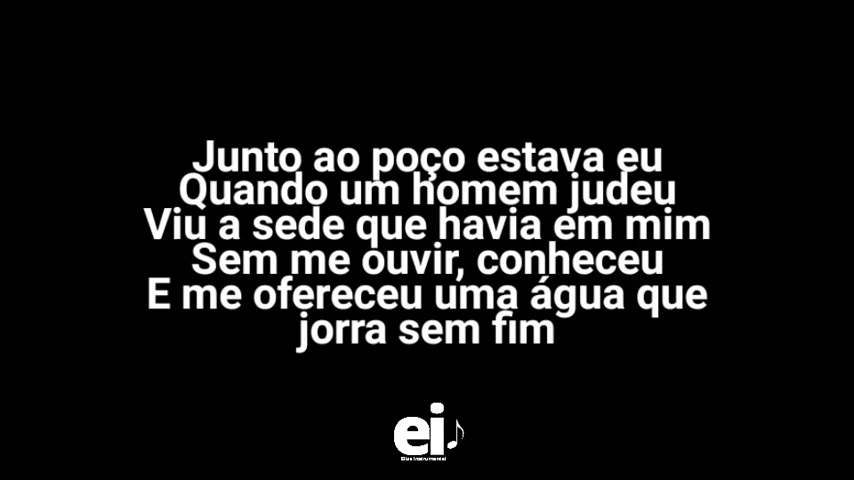 Junto ao poço estava eu
Quando um homem judeu
Viu a sede que havia em mim
Sem me ouvir, conheceu
E me ofereceu uma água que
jorra sem fim
ei